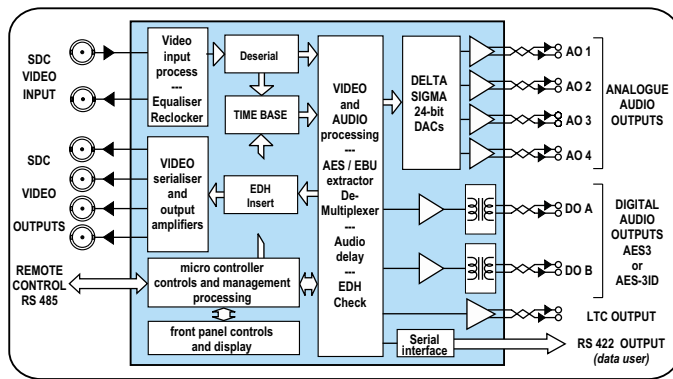 SDC
VIDEO
INPUT
Video
input
process
---
Equaliser
Reclocker
Deserial
TIME BASE
VIDEO
and
AUDIO
processing
---
AES / EBU
extractor
De-
Multiplexer
---
Audio
delay
---
EDH
Check
DELTA
SIGMA
24-bit
DACs
AO 1
AO 2
AO 3
AO 4
ANALOGUE
AUDIO
OUTPUTS
SDC
VIDEO
OUTPUTS
VIDEO
serialiser
and
output
amplifiers
EDH
Insert
DO A
DO B
DIGITAL
AUDIO
OUTPUTS
AES3
or
AES-3ID
REMOTE
CONTROL
RS 485
micro controller
controls and management
processing
front panel controls
and display
LTC OUTPUT
Serial
interface
RS 422 OUTPUT
(data user)